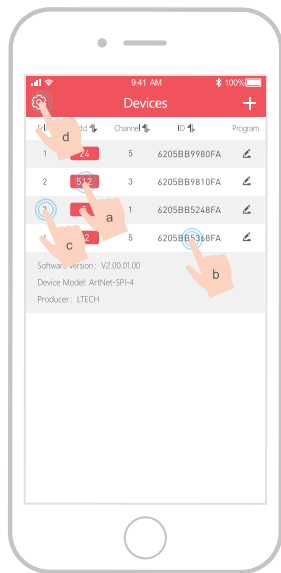 9:41 AM 100%
Devices
Channel ID Program
d
1 24 5 6205BB9980FA
2 512 3 6205BB9810FA
a
3 1 6205BB5248FA
c
5 6205BB5368FA
b
Software Version : V2.00.01.00
Device Model: ArtNet-SPI-4
Producer : LTECH